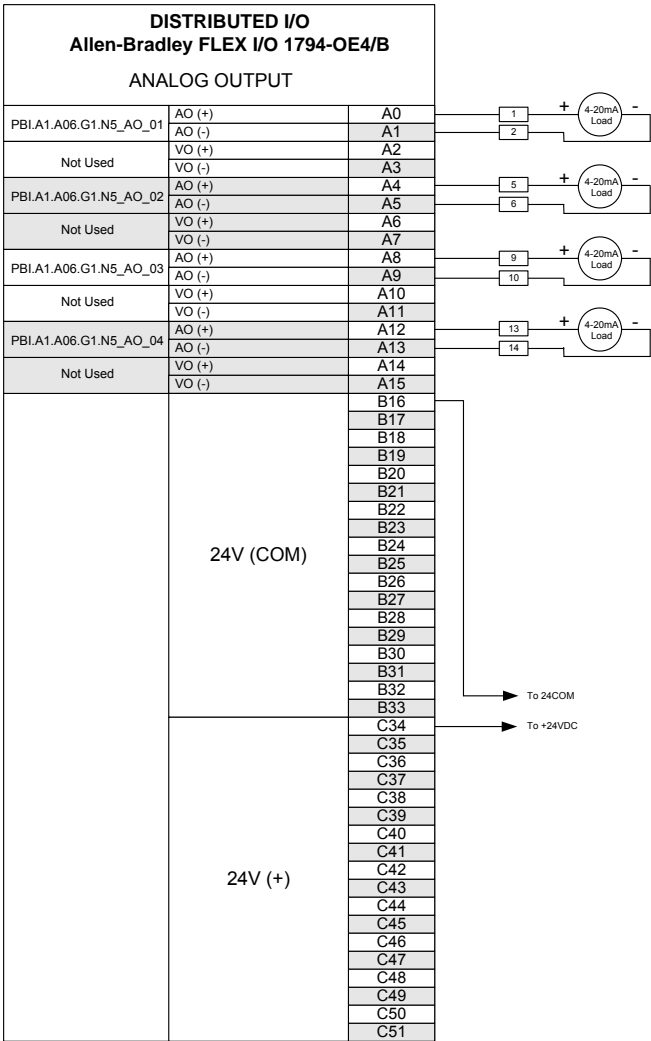 DISTRIBUTED I/O
Allen-Bradley FLEX I/O 1794-OE4/B
ANALOG OUTPUT
PBI.A1.A06.G1.N5_AO_01
AO (+) A0 1 + 4-20mA Load -
AO (-) A1 2
Not Used
VO (+) A2
VO (-) A3
PBI.A1.A06.G1.N5_AO_02
AO (+) A4 5 + 4-20mA Load -
AO (-) A5 6
Not Used
VO (+) A6
VO (-) A7
PBI.A1.A06.G1.N5_AO_03
AO (+) A8 9 + 4-20mA Load -
AO (-) A9 10
Not Used
VO (+) A10
VO (-) A11
PBI.A1.A06.G1.N5_AO_04
AO (+) A12 13 + 4-20mA Load -
AO (-) A13 14
Not Used
VO (+) A14
VO (-) A15
24V (COM)
B16
B17
B18
B19
B20
B21
B22
B23
B24
B25
B26
B27
B28
B29
B30
B31
B32
B33
To 24COM
24V (+)
C34 To +24VDC
C35
C36
C37
C38
C39
C40
C41
C42
C43
C44
C45
C46
C47
C48
C49
C50
C51